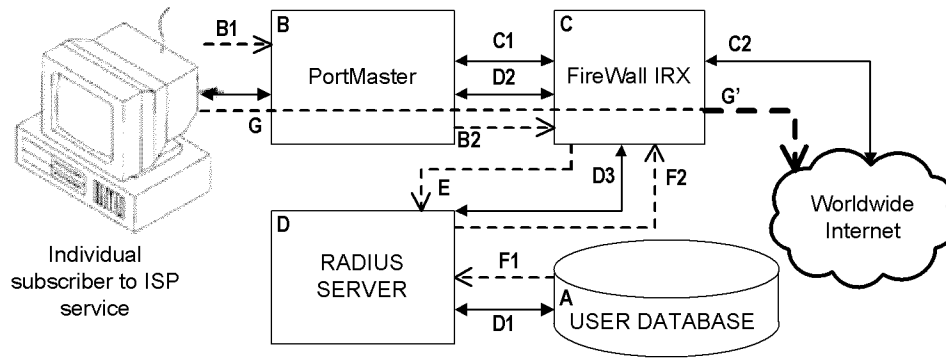 B1
B
PortMaster
C1
D2
C
FireWall IRX
C2
G
B2
G’
E
D3
F2
Individual
subscriber to ISP
service
D
RADIUS
SERVER
F1
D1
A
USER DATABASE
Worldwide
Internet